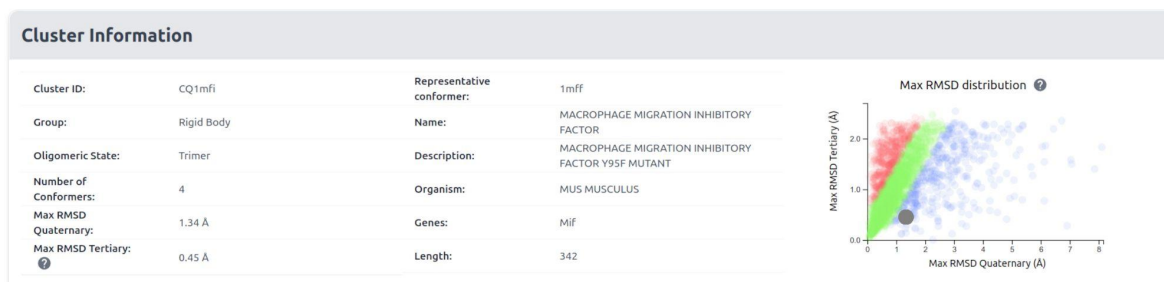 Cluster Information
Cluster ID:
CQ1mfi
Group:
Rigid Body
Oligomeric State:
Trimer
Number of
Conformers:
4
Max RMSD
Quaternary:
1.34 Å
Max RMSD Tertiary:
?
0.45 Å
Representative
conformer:
1mff
Name:
MACROPHAGE MIGRATION INHIBITORY
FACTOR
Description:
MACROPHAGE MIGRATION INHIBITORY
FACTOR Y95F MUTANT
Organism:
MUS MUSCULUS
Genes:
Mif
Length:
342
Max RMSD distribution ?
Max RMSD Tertiary (Å)
2.0
1.0
0.0
0 1 2 3 4 5 6 7 8
Max RMSD Quaternary (Å)